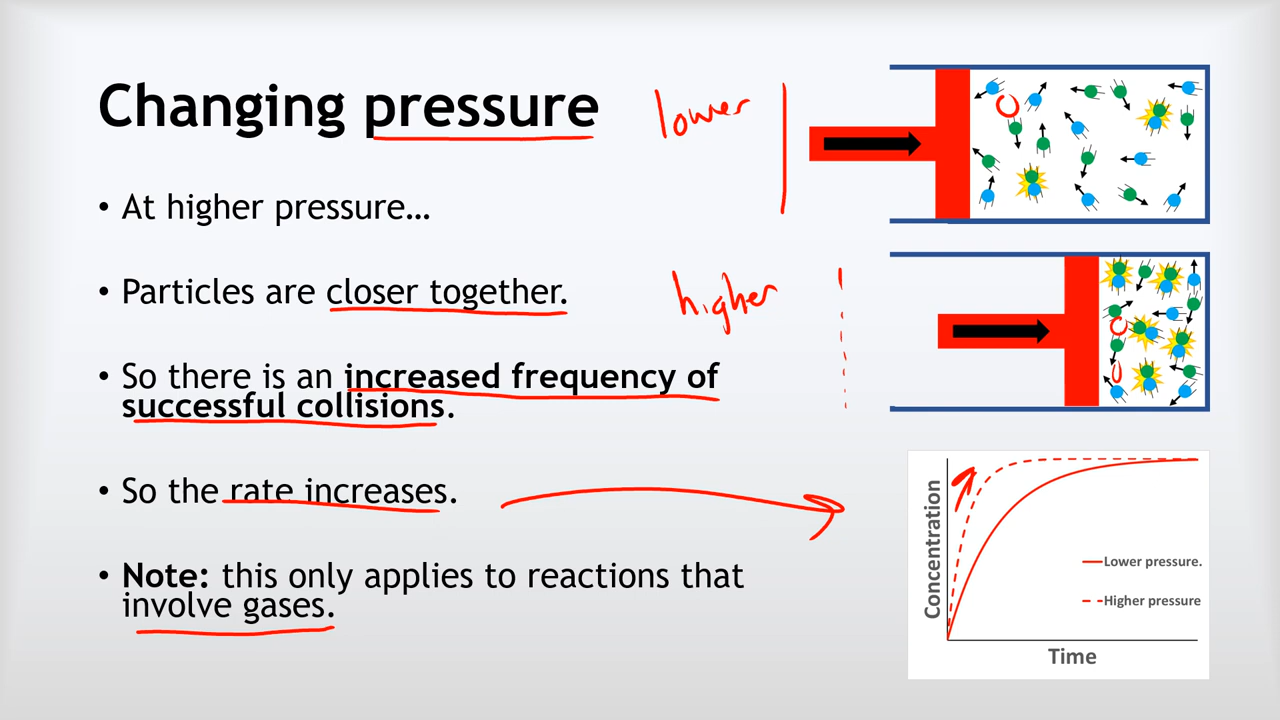 Changing pressure
lower
• At higher pressure…
• Particles are closer together.
higher
• So there is an increased frequency of
successful collisions.
• So the rate increases.
• Note: this only applies to reactions that
involve gases.
Concentration
Lower pressure.
Higher pressure
Time